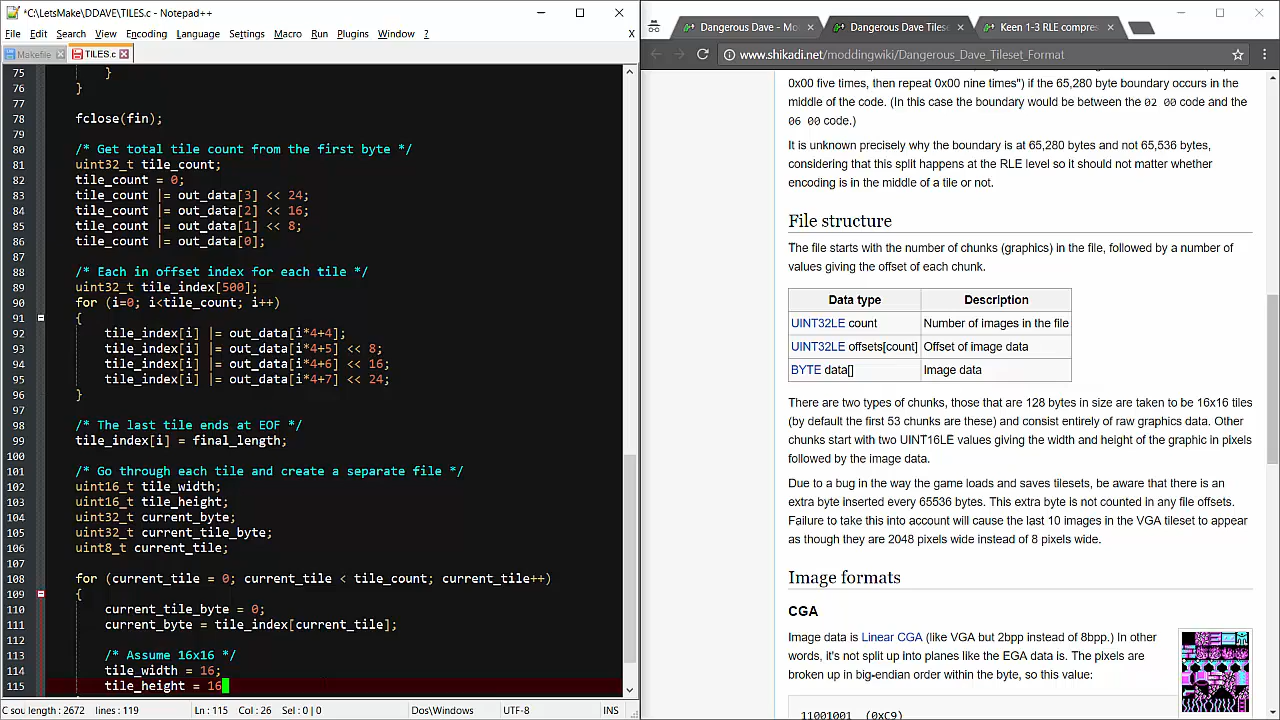 *C:\LetsMake\DDAVE\TILES.c - Notepad++
File Edit Search View Encoding Language Settings Macro Run Plugins Window ? X
Makefile TILES.c
75 }
76 }
77
78 fclose(fin);
79
80 /* Get total tile count from the first byte */
81 uint32_t tile_count;
82 tile_count = 0;
83 tile_count |= out_data[3] << 24;
84 tile_count |= out_data[2] << 16;
85 tile_count |= out_data[1] << 8;
86 tile_count |= out_data[0];
87
88 /* Each in offset index for each tile */
89 uint32_t tile_index[500];
90 for (i=0; i<tile_count; i++)
91 {
92 tile_index[i] |= out_data[i*4+4];
93 tile_index[i] |= out_data[i*4+5] << 8;
94 tile_index[i] |= out_data[i*4+6] << 16;
95 tile_index[i] |= out_data[i*4+7] << 24;
96 }
97
98 /* The last tile ends at EOF */
99 tile_index[i] = final_length;
100
101 /* Go through each tile and create a separate file */
102 uint16_t tile_width;
103 uint16_t tile_height;
104 uint32_t current_byte;
105 uint32_t current_tile_byte;
106 uint8_t current_tile;
107
108 for (current_tile = 0; current_tile < tile_count; current_tile++)
109 {
110 current_tile_byte = 0;
111 current_byte = tile_index[current_tile];
112
113 /* Assume 16x16 */
114 tile_width = 16;
115 tile_height = 16
C sou length : 2672 lines : 119 Ln : 115 Col : 26 Sel : 0 | 0 Dos\Windows UTF-8 INS
Dangerous Dave - Mo Dangerous Dave Tiles Keen 1-3 RLE compres
www.shikadi.net/moddingwiki/Dangerous_Dave_Tileset_Format
0x00 five times, then repeat 0x00 nine times") if the 65,280 byte boundary occurs in
middle of the code. (In this case the boundary would be between the 02 00 code and the
06 00 code.)
It is unknown precisely why the boundary is at 65,280 bytes and not 65,536 bytes,
considering that this split happens at the RLE level so it should not matter whether
encoding is in the middle of a tile or not.
File structure
The file starts with the number of chunks (graphics) in the file, followed by a number of
values giving the offset of each chunk.
Data type Description
UINT32LE count Number of images in the file
UINT32LE offsets[count] Offset of image data
BYTE data[] Image data
There are two types of chunks, those that are 128 bytes in size are taken to be 16x16 tiles
(by default the first 53 chunks are these) and consist entirely of raw graphics data. Other
chunks start with two UINT16LE values giving the width and height of the graphic in pixels
followed by the image data.
Due to a bug in the way the game loads and saves tilesets, be aware that there is an
extra byte inserted every 65536 bytes. This extra byte is not counted in any file offsets.
Failure to take this into account will cause the last 10 images in the VGA tileset to appear
as though they are 2048 pixels wide instead of 8 pixels wide.
Image formats
CGA
Image data is Linear CGA (like VGA but 2bpp instead of 8bpp.) In other
words, it's not split up into planes like the EGA data is. The pixels are
broken up in big-endian order within the byte, so this value:
11001001 (0xC9)